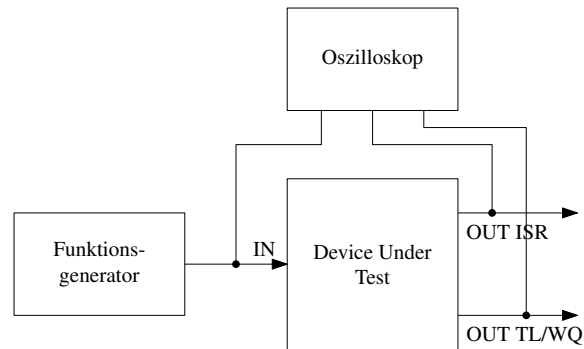 Oszilloskop
Funktions-
generator
IN
Device Under
Test
OUT ISR
OUT TL/WQ